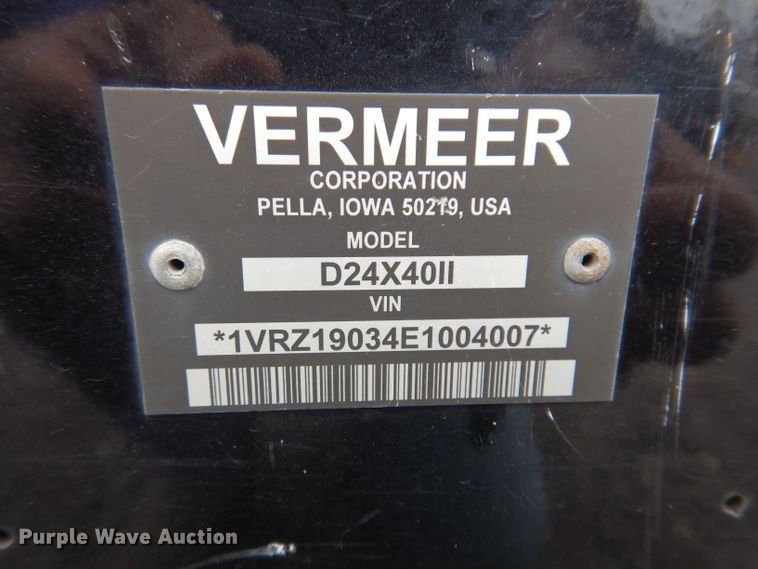 VERMEER
CORPORATION
PELLA, IOWA 50219, USA
MODEL
D24X40II
VIN
*1VRZ19034E1004007*
Purple Wave Auction